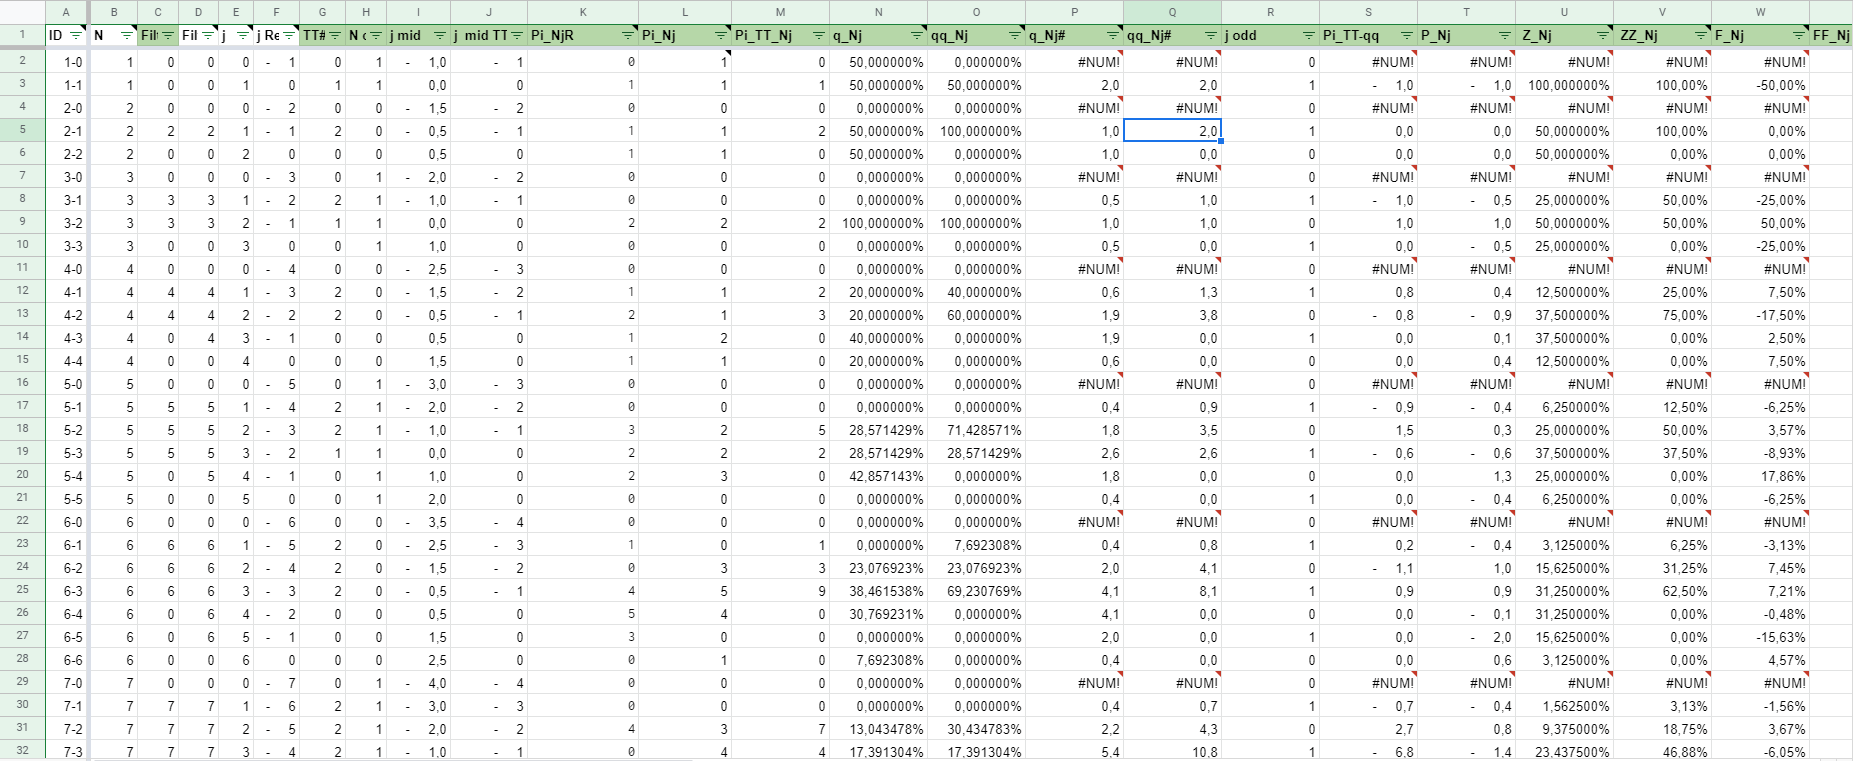 A B C D E F G H I J K L M N O P Q R S T U V W
1 ID N Fil Fil j j Re TT# N j mid j mid TT Pi_NjR Pi_Nj Pi_TT_Nj q_Nj qq_Nj q_Nj# qq_Nj# j odd Pi_TT-qq P_Nj Z_Nj ZZ_Nj F_Nj FF_Nj
2 1-0 1 0 0 0 - 1 0 1 - 1,0 - 1 0 1 0 50,000000% 0,000000% #NUM! #NUM! 0 #NUM! #NUM! #NUM! #NUM! #NUM!
3 1-1 1 0 0 1 0 1 1 0,0 0 1 1 1 50,000000% 50,000000% 2,0 2,0 1 - 1,0 - 1,0 100,000000% 100,00% -50,00%
4 2-0 2 0 0 0 - 2 0 0 - 1,5 - 2 0 0 0 0,000000% 0,000000% #NUM! #NUM! 0 #NUM! #NUM! #NUM! #NUM! #NUM!
5 2-1 2 2 2 1 - 1 2 0 - 0,5 - 1 1 1 2 50,000000% 100,000000% 1,0 2,0 1 0,0 0,0 50,000000% 100,00% 0,00%
6 2-2 2 0 0 2 0 0 0 0,5 0 1 1 0 50,000000% 0,000000% 1,0 0,0 0 0,0 0,0 50,000000% 0,00% 0,00%
7 3-0 3 0 0 0 - 3 0 1 - 2,0 - 2 0 0 0 0,000000% 0,000000% #NUM! #NUM! 0 #NUM! #NUM! #NUM! #NUM! #NUM!
8 3-1 3 3 3 1 - 2 2 1 - 1,0 - 1 0 0 0 0,000000% 0,000000% 0,5 1,0 1 - 1,0 - 0,5 25,000000% 50,00% -25,00%
9 3-2 3 3 3 2 - 1 1 1 0,0 0 2 2 2 100,000000% 100,000000% 1,0 1,0 0 1,0 1,0 50,000000% 50,00% 50,00%
10 3-3 3 0 0 3 0 0 1 1,0 0 0 0 0 0,000000% 0,000000% 0,5 0,0 1 0,0 - 0,5 25,000000% 0,00% -25,00%
11 4-0 4 0 0 0 - 4 0 0 - 2,5 - 3 0 0 0 0,000000% 0,000000% #NUM! #NUM! 0 #NUM! #NUM! #NUM! #NUM! #NUM!
12 4-1 4 4 4 1 - 3 2 0 - 1,5 - 2 1 1 2 20,000000% 40,000000% 0,6 1,3 1 0,8 0,4 12,500000% 25,00% 7,50%
13 4-2 4 4 4 2 - 2 2 0 - 0,5 - 1 2 1 3 20,000000% 60,000000% 1,9 3,8 0 - 0,8 - 0,9 37,500000% 75,00% -17,50%
14 4-3 4 0 4 3 - 1 0 0 0,5 0 1 2 0 40,000000% 0,000000% 1,9 0,0 1 0,0 0,1 37,500000% 0,00% 2,50%
15 4-4 4 0 0 4 0 0 0 1,5 0 1 1 0 20,000000% 0,000000% 0,6 0,0 0 0,0 0,4 12,500000% 0,00% 7,50%
16 5-0 5 0 0 0 - 5 0 1 - 3,0 - 3 0 0 0 0,000000% 0,000000% #NUM! #NUM! 0 #NUM! #NUM! #NUM! #NUM! #NUM!
17 5-1 5 5 5 1 - 4 2 1 - 2,0 - 2 0 0 0 0,000000% 0,000000% 0,4 0,9 1 - 0,9 - 0,4 6,250000% 12,50% -6,25%
18 5-2 5 5 5 2 - 3 2 1 - 1,0 - 1 3 2 5 28,571429% 71,428571% 1,8 3,5 0 1,5 0,3 25,000000% 50,00% 3,57%
19 5-3 5 5 5 3 - 2 1 1 0,0 0 2 2 2 28,571429% 28,571429% 2,6 2,6 1 - 0,6 - 0,6 37,500000% 37,50% -8,93%
20 5-4 5 0 5 4 - 1 0 1 1,0 0 2 3 0 42,857143% 0,000000% 1,8 0,0 0 0,0 1,3 25,000000% 0,00% 17,86%
21 5-5 5 0 0 5 0 0 1 2,0 0 0 0 0 0,000000% 0,000000% 0,4 0,0 1 0,0 - 0,4 6,250000% 0,00% -6,25%
22 6-0 6 0 0 0 - 6 0 0 - 3,5 - 4 0 0 0 0,000000% 0,000000% #NUM! #NUM! 0 #NUM! #NUM! #NUM! #NUM! #NUM!
23 6-1 6 6 6 1 - 5 2 0 - 2,5 - 3 1 0 1 0,000000% 7,692308% 0,4 0,8 1 0,2 - 0,4 3,125000% 6,25% -3,13%
24 6-2 6 6 6 2 - 4 2 0 - 1,5 - 2 0 3 3 23,076923% 23,076923% 2,0 4,1 0 - 1,1 1,0 15,625000% 31,25% 7,45%
25 6-3 6 6 6 3 - 3 2 0 - 0,5 - 1 4 5 9 38,461538% 69,230769% 4,1 8,1 1 0,9 0,9 31,250000% 62,50% 7,21%
26 6-4 6 0 6 4 - 2 0 0 0,5 0 5 4 0 30,769231% 0,000000% 4,1 0,0 0 0,0 - 0,1 31,250000% 0,00% -0,48%
27 6-5 6 0 6 5 - 1 0 0 1,5 0 3 0 0 0,000000% 0,000000% 2,0 0,0 1 0,0 - 2,0 15,625000% 0,00% -15,63%
28 6-6 6 0 0 6 0 0 0 2,5 0 0 1 0 7,692308% 0,000000% 0,4 0,0 0 0,0 0,6 3,125000% 0,00% 4,57%
29 7-0 7 0 0 0 - 7 0 1 - 4,0 - 4 0 0 0 0,000000% 0,000000% #NUM! #NUM! 0 #NUM! #NUM! #NUM! #NUM! #NUM!
30 7-1 7 7 7 1 - 6 2 1 - 3,0 - 3 0 0 0 0,000000% 0,000000% 0,4 0,7 1 - 0,7 - 0,4 1,562500% 3,13% -1,56%
31 7-2 7 7 7 2 - 5 2 1 - 2,0 - 2 4 3 7 13,043478% 30,434783% 2,2 4,3 0 2,7 0,8 9,375000% 18,75% 3,67%
32 7-3 7 7 7 3 - 4 2 1 - 1,0 - 1 0 4 4 17,391304% 17,391304% 5,4 10,8 1 - 6,8 - 1,4 23,437500% 46,88% -6,05%